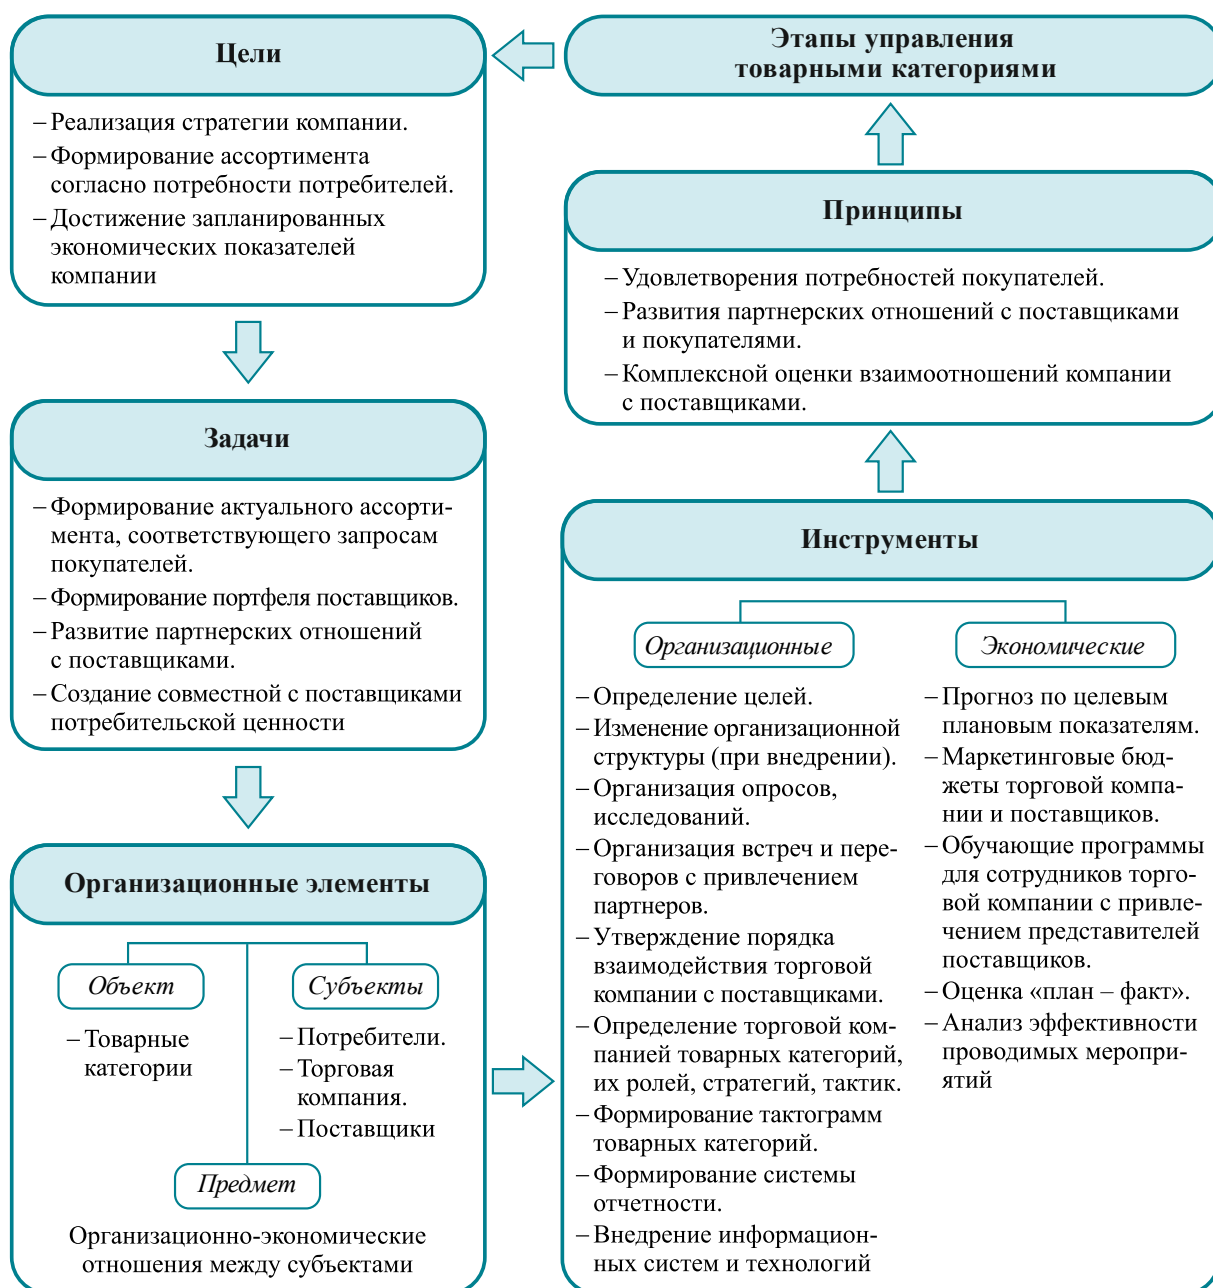 Цели
– Реализация стратегии компании.
– Формирование ассортимента
согласно потребности потребителей.
– Достижение запланированных
экономических показателей
компании
Задачи
– Формирование актуального ассорти-
мента, соответствующего запросам
покупателей.
– Формирование портфеля поставщиков.
– Развитие партнерских отношений
с поставщиками.
– Создание совместной с поставщиками
потребительской ценности
Организационные элементы
Объект
– Товарные
категории
Субъекты
– Потребители.
– Торговая
компания.
– Поставщики
Предмет
Организационно-экономические
отношения между субъектами
Этапы управления
товарными категориями
Принципы
– Удовлетворения потребностей покупателей.
– Развития партнерских отношений с поставщиками
и покупателями.
– Комплексной оценки взаимоотношений компании
с поставщиками.
Инструменты
Организационные
– Определение целей.
– Изменение организационной
структуры (при внедрении).
– Организация опросов,
исследований.
– Организация встреч и пере-
говоров с привлечением
партнеров.
– Утверждение порядка
взаимодействия торговой
компании с поставщиками.
– Определение торговой ком-
панией товарных категорий,
их ролей, стратегий, тактик.
– Формирование тактограмм
товарных категорий.
– Формирование системы
отчетности.
– Внедрение информацион-
ных систем и технологий
Экономические
– Прогноз по целевым
плановым показателям.
– Маркетинговые бюд-
жеты торговой компа-
нии и поставщиков.
– Обучающие программы
для сотрудников торго-
вой компании с привле-
чением представителей
поставщиков.
– Оценка «план – факт».
– Анализ эффективности
проводимых меропри-
ятий